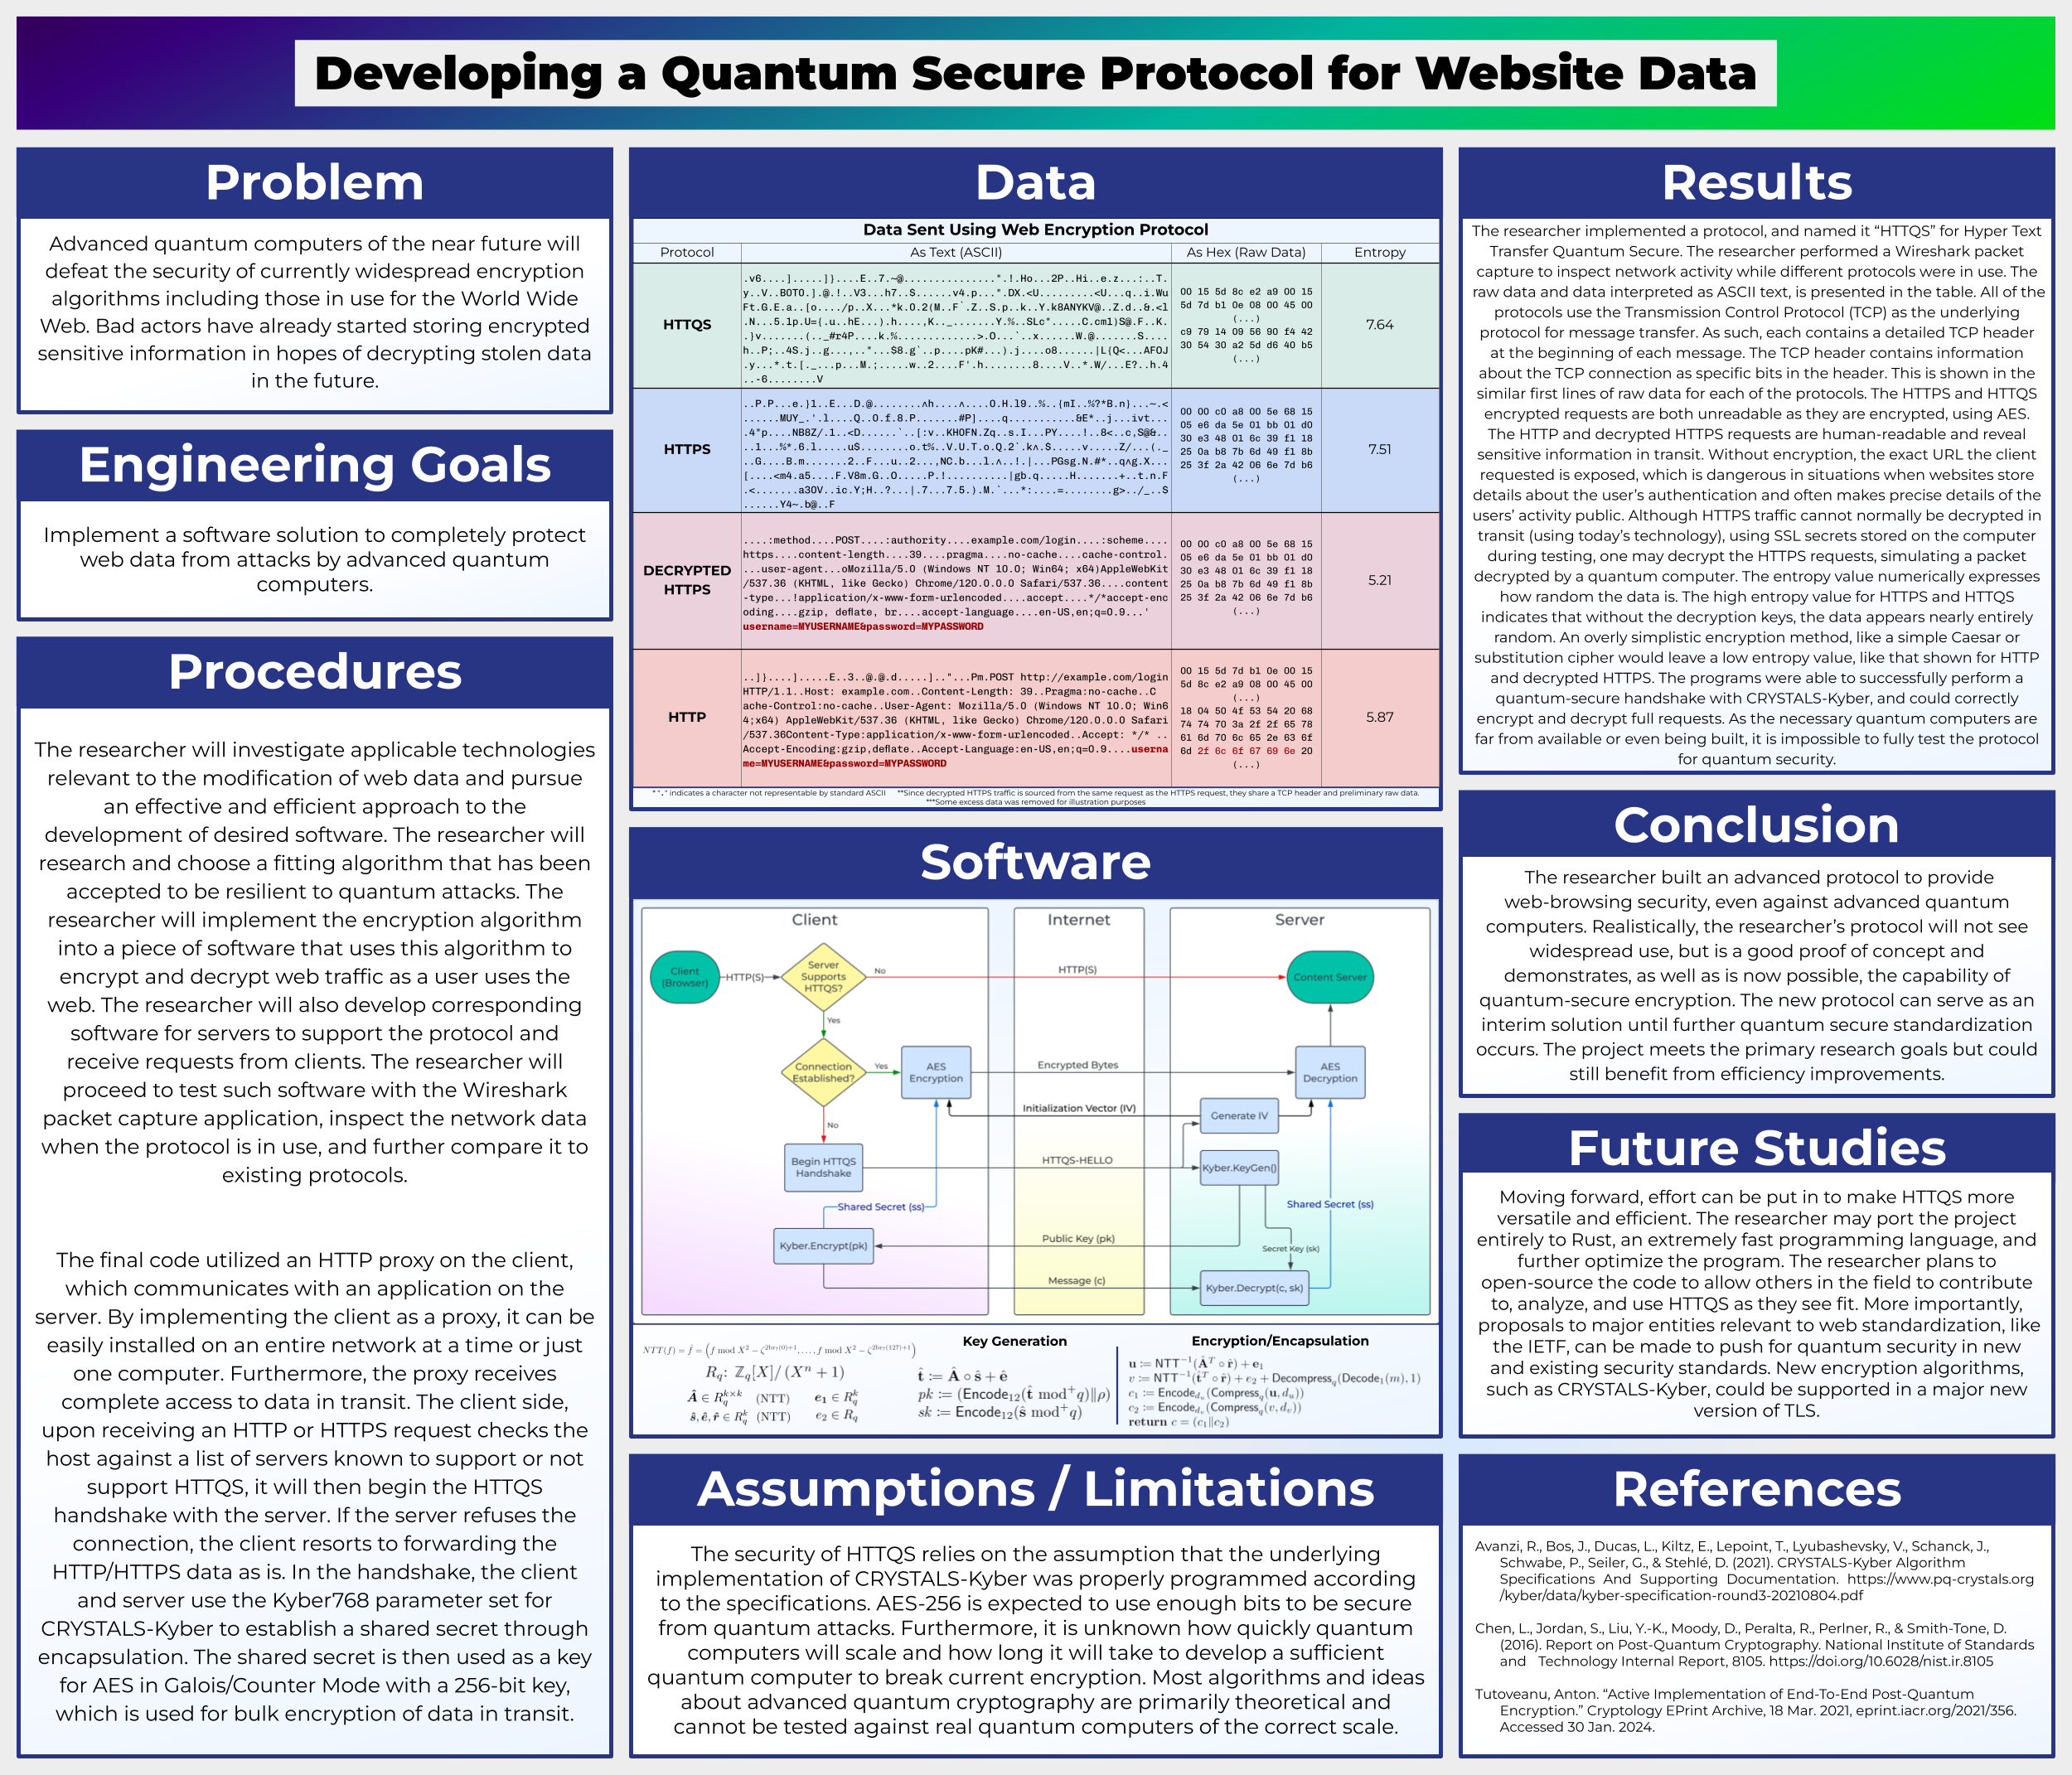 Developing a Quantum Secure Protocol for Website Data
Problem
Advanced quantum computers of the near future will
defeat the security of currently widespread encryption
algorithms including those in use for the World Wide
Web. Bad actors have already started storing encrypted
sensitive information in hopes of decrypting stolen data
in the future.
Engineering Goals
Implement a software solution to completely protect
web data from attacks by advanced quantum
computers.
Procedures
The researcher will investigate applicable technologies
relevant to the modification of web data and pursue
an effective and efficient approach to the
development of desired software. The researcher will
research and choose a fitting algorithm that has been
accepted to be resilient to quantum attacks. The
researcher will implement the encryption algorithm
into a piece of software that uses this algorithm to
encrypt and decrypt web traffic as a user uses the
web. The researcher will also develop corresponding
software for servers to support the protocol and
receive requests from clients. The researcher will
proceed to test such software with the Wireshark
packet capture application, inspect the network data
when the protocol is in use, and further compare it to
existing protocols.
The final code utilized an HTTP proxy on the client,
which communicates with an application on the
server. By implementing the client as a proxy, it can be
easily installed on an entire network at a time or just
one computer. Furthermore, the proxy receives
complete access to data in transit. The client side,
upon receiving an HTTP or HTTPS request checks the
host against a list of servers known to support or not
support HTTQS, it will then begin the HTTQS
handshake with the server. If the server refuses the
connection, the client resorts to forwarding the
HTTP/HTTPS data as is. In the handshake, the client
and server use the Kyber768 parameter set for
CRYSTALS-Kyber to establish a shared secret through
encapsulation. The shared secret is then used as a key
for AES in Galois/Counter Mode with a 256-bit key,
which is used for bulk encryption of data in transit.
Data
Data Sent Using Web Encryption Protocol
Protocol As Text (ASCII) As Hex (Raw Data) Entropy
HTTQS
00 15 5d 8c e2 a9 00 15
5d 7d b1 0e 08 00 45 00
(...)
c9 79 14 09 56 90 f4 42
30 54 30 a2 5d d6 40 b5
(...)
7.64
HTTPS
00 00 c0 a8 00 5e 68 15
05 e6 da 5e 01 bb 01 d0
30 e3 48 01 6c 39 f1 18
25 0a b8 7b 6d 49 f1 8b
25 3f 2a 42 06 6e 7d b6
(...)
7.51
DECRYPTED
HTTPS
....:method....POST....:authority....example.com/login....:scheme....
https....content-length....39....pragma....no-cache....cache-control.
...user-agent...oMozilla/5.0 (Windows NT 10.0; Win64; x64)AppleWebKit
/537.36 (KHTML, like Gecko) Chrome/120.0.0.0 Safari/537.36....content
-type...!application/x-www-form-urlencoded....accept....*/*accept-enc
oding....gzip, deflate, br....accept-language....en-US,en;q=0.9...'
username=MYUSERNAME&password=MYPASSWORD
00 00 c0 a8 00 5e 68 15
05 e6 da 5e 01 bb 01 d0
30 e3 48 01 6c 39 f1 18
25 0a b8 7b 6d 49 f1 8b
25 3f 2a 42 06 6e 7d b6
(...)
5.21
HTTP
..]}....].....E..3..@.@.d.....].."...Pm.POST http://example.com/login
HTTP/1.1..Host: example.com..Content-Length: 39..Pragma:no-cache..C
ache-Control:no-cache..User-Agent: Mozilla/5.0 (Windows NT 10.0; Win6
4;x64) AppleWebKit/537.36 (KHTML, like Gecko) Chrome/120.0.0.0 Safari
/537.36Content-Type:application/x-www-form-urlencoded..Accept: */* ..
Accept-Encoding:gzip,deflate..Accept-Language:en-US,en;q=0.9....userna
me=MYUSERNAME&password=MYPASSWORD
00 15 5d 7d b1 0e 00 15
5d 8c e2 a9 08 00 45 00
(...)
18 04 50 4f 53 54 20 68
74 74 70 3a 2f 2f 65 78
61 6d 70 6c 65 2e 63 6f
6d 2f 6c 6f 67 69 6e 20
(...)
5.87
* "." indicates a character not representable by standard ASCII **Since decrypted HTTPS traffic is sourced from the same request as the HTTPS request, they share a TCP header and preliminary raw data.
***Some excess data was removed for illustration purposes
Software
Client Internet Server
Client
(Browser)
HTTP(S)
Server
Supports
HTTQS?
No
HTTP(S)
Content Server
Yes
Connection
Established?
Yes
AES
Encryption
Encrypted Bytes
AES
Decryption
Initialization Vector (IV)
Generate IV
No
Begin HTTQS
Handshake
HTTQS-HELLO
Kyber.KeyGen()
Shared Secret (ss)
Shared Secret (ss)
Kyber.Encrypt(pk)
Public Key (pk)
Secret Key (sk)
Message (c)
Kyber.Decrypt(c, sk)
NTT(f) = f̂ = (f mod X² − ζ^(2br₇(0)+1), . . . , f mod X² − ζ^(2br₇(127)+1))
R_q: ℤ_q[X]/(Xⁿ + 1)
Â ∈ R_q^(k×k) (NTT) e₁ ∈ R_q^k
ŝ, ê, r̂ ∈ R_q^k (NTT) e₂ ∈ R_q
Key Generation
t̂ := Â ∘ ŝ + ê
pk := (Encode₁₂(t̂ mod⁺q)∥ρ)
sk := Encode₁₂(ŝ mod⁺q)
Encryption/Encapsulation
u := NTT⁻¹(Â^T ∘ r̂) + e₁
v := NTT⁻¹(t̂^T ∘ r̂) + e₂ + Decompress_q(Decode₁(m), 1)
c₁ := Encode_(d_u)(Compress_q(u, d_u))
c₂ := Encode_(d_v)(Compress_q(v, d_v))
return c = (c₁∥c₂)
Assumptions / Limitations
The security of HTTQS relies on the assumption that the underlying
implementation of CRYSTALS-Kyber was properly programmed according
to the specifications. AES-256 is expected to use enough bits to be secure
from quantum attacks. Furthermore, it is unknown how quickly quantum
computers will scale and how long it will take to develop a sufficient
quantum computer to break current encryption. Most algorithms and ideas
about advanced quantum cryptography are primarily theoretical and
cannot be tested against real quantum computers of the correct scale.
Results
The researcher implemented a protocol, and named it “HTTQS” for Hyper Text
Transfer Quantum Secure. The researcher performed a Wireshark packet
capture to inspect network activity while different protocols were in use. The
raw data and data interpreted as ASCII text, is presented in the table. All of the
protocols use the Transmission Control Protocol (TCP) as the underlying
protocol for message transfer. As such, each contains a detailed TCP header
at the beginning of each message. The TCP header contains information
about the TCP connection as specific bits in the header. This is shown in the
similar first lines of raw data for each of the protocols. The HTTPS and HTTQS
encrypted requests are both unreadable as they are encrypted, using AES.
The HTTP and decrypted HTTPS requests are human-readable and reveal
sensitive information in transit. Without encryption, the exact URL the client
requested is exposed, which is dangerous in situations when websites store
details about the user’s authentication and often makes precise details of the
users’ activity public. Although HTTPS traffic cannot normally be decrypted in
transit (using today’s technology), using SSL secrets stored on the computer
during testing, one may decrypt the HTTPS requests, simulating a packet
decrypted by a quantum computer. The entropy value numerically expresses
how random the data is. The high entropy value for HTTPS and HTTQS
indicates that without the decryption keys, the data appears nearly entirely
random. An overly simplistic encryption method, like a simple Caesar or
substitution cipher would leave a low entropy value, like that shown for HTTP
and decrypted HTTPS. The programs were able to successfully perform a
quantum-secure handshake with CRYSTALS-Kyber, and could correctly
encrypt and decrypt full requests. As the necessary quantum computers are
far from available or even being built, it is impossible to fully test the protocol
for quantum security.
Conclusion
The researcher built an advanced protocol to provide
web-browsing security, even against advanced quantum
computers. Realistically, the researcher’s protocol will not see
widespread use, but is a good proof of concept and
demonstrates, as well as is now possible, the capability of
quantum-secure encryption. The new protocol can serve as an
interim solution until further quantum secure standardization
occurs. The project meets the primary research goals but could
still benefit from efficiency improvements.
Future Studies
Moving forward, effort can be put in to make HTTQS more
versatile and efficient. The researcher may port the project
entirely to Rust, an extremely fast programming language, and
further optimize the program. The researcher plans to
open-source the code to allow others in the field to contribute
to, analyze, and use HTTQS as they see fit. More importantly,
proposals to major entities relevant to web standardization, like
the IETF, can be made to push for quantum security in new
and existing security standards. New encryption algorithms,
such as CRYSTALS-Kyber, could be supported in a major new
version of TLS.
References
Avanzi, R., Bos, J., Ducas, L., Kiltz, E., Lepoint, T., Lyubashevsky, V., Schanck, J.,
Schwabe, P., Seiler, G., & Stehlé, D. (2021). CRYSTALS-Kyber Algorithm
Specifications And Supporting Documentation. https://www.pq-crystals.org
/kyber/data/kyber-specification-round3-20210804.pdf
Chen, L., Jordan, S., Liu, Y.-K., Moody, D., Peralta, R., Perlner, R., & Smith-Tone, D.
(2016). Report on Post-Quantum Cryptography. National Institute of Standards
and Technology Internal Report, 8105. https://doi.org/10.6028/nist.ir.8105
Tutoveanu, Anton. “Active Implementation of End-To-End Post-Quantum
Encryption.” Cryptology EPrint Archive, 18 Mar. 2021, eprint.iacr.org/2021/356.
Accessed 30 Jan. 2024.